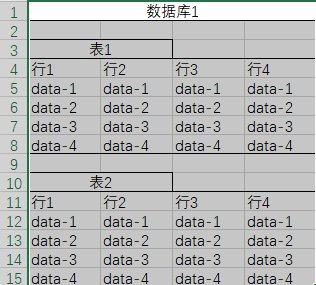 1 数据库1
2
3 表1
4 行1 行2 行3 行4
5 data-1 data-1 data-1 data-1
6 data-2 data-2 data-2 data-2
7 data-3 data-3 data-3 data-3
8 data-4 data-4 data-4 data-4
9
10 表2
11 行1 行2 行3 行4
12 data-1 data-1 data-1 data-1
13 data-2 data-2 data-2 data-2
14 data-3 data-3 data-3 data-3
15 data-4 data-4 data-4 data-4